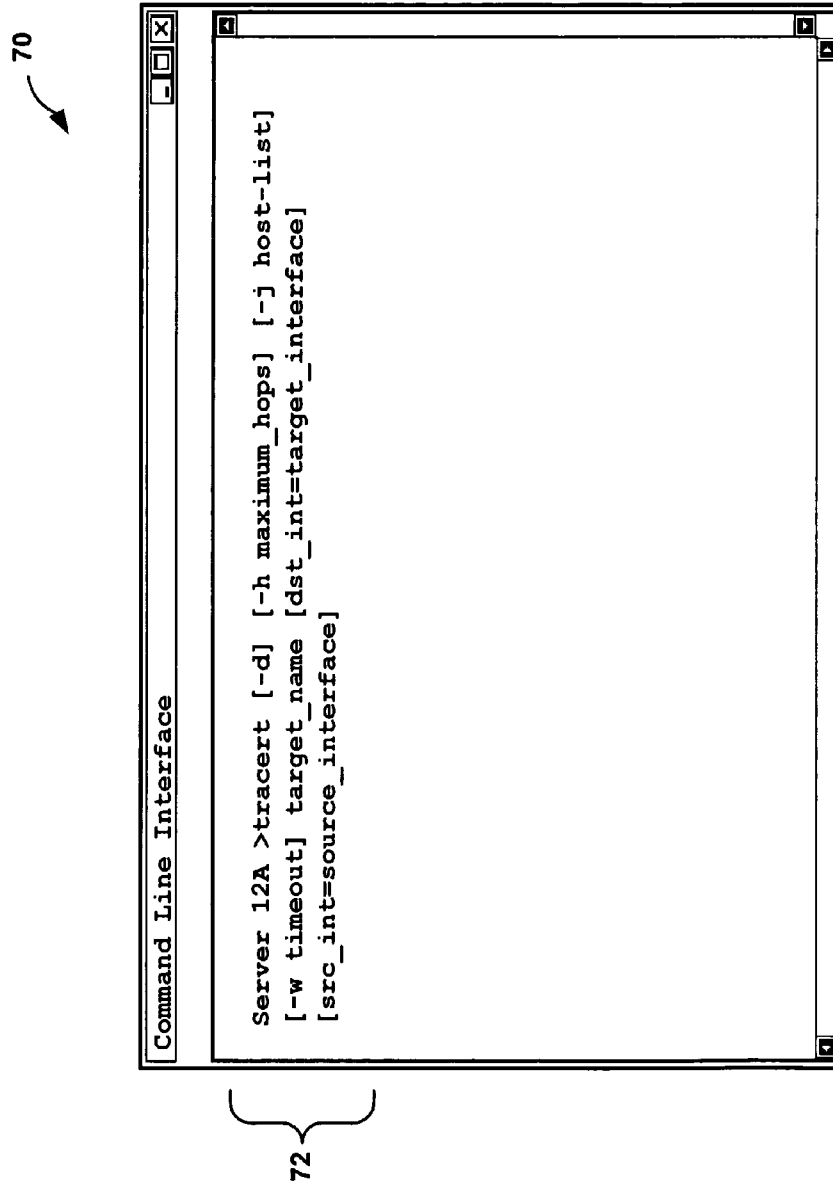 70
Command Line Interface
Server 12A >tracert [-d] [-h maximum_hops] [-j host-list]
[-w timeout] target_name [dst_int=target_interface]
[src_int=source_interface]
72